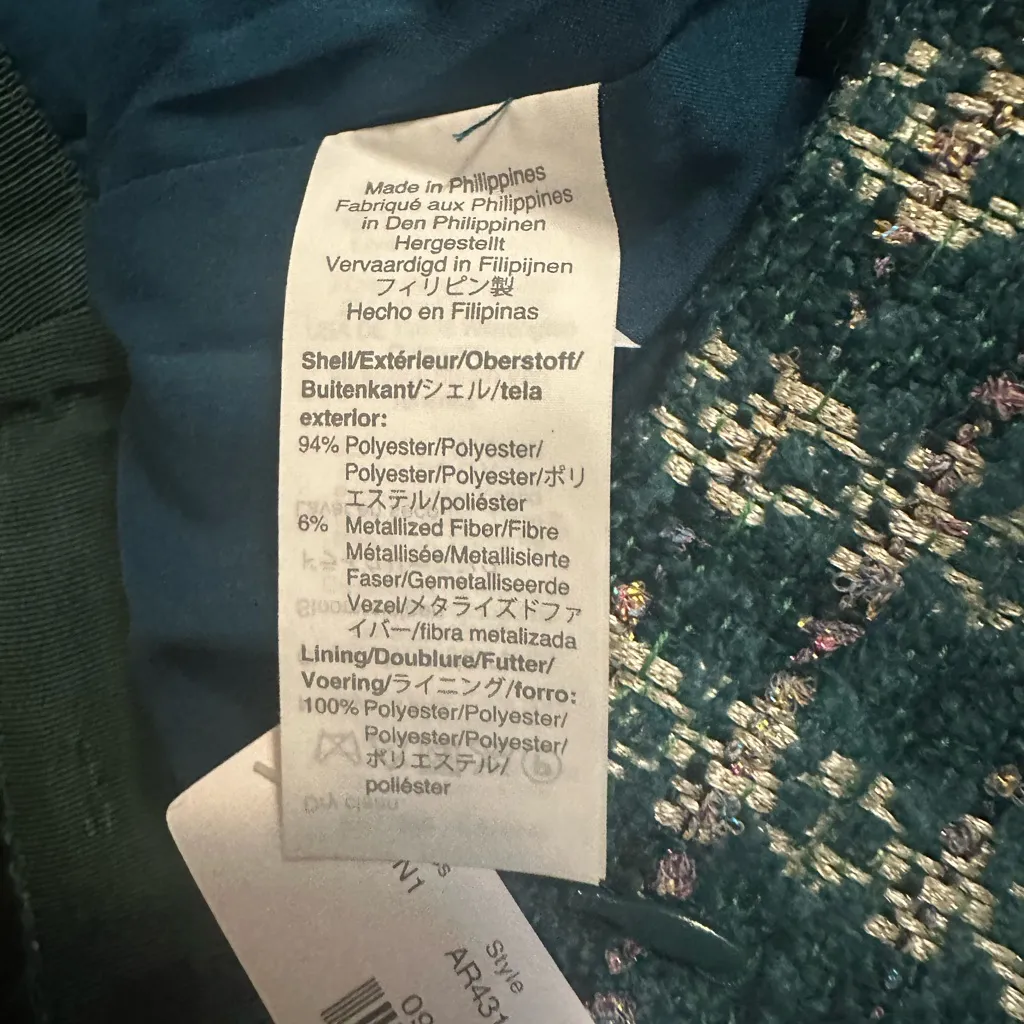 Made in Philippines
Fabriqué aux Philippines
in Den Philippinen
Hergestellt
Vervaardigd in Filipijnen
フィリピン製
Hecho en Filipinas
Shell/Extérieur/Oberstoff/
Buitenkant/シェル/tela
exterior:
94% Polyester/Polyester/
Polyester/Polyester/ポリ
エステル/poliéster
6% Metallized Fiber/Fibre
Métallisée/Metallisierte
Faser/Gemetalliseerde
Vezel/メタライズドファ
イバー/fibra metalizada
Lining/Doublure/Futter/
Voering/ライニング/forro:
100% Polyester/Polyester/
Polyester/Polyester/
ポリエステル/
poliéster
Dry clean
N1
Style
AR431
09